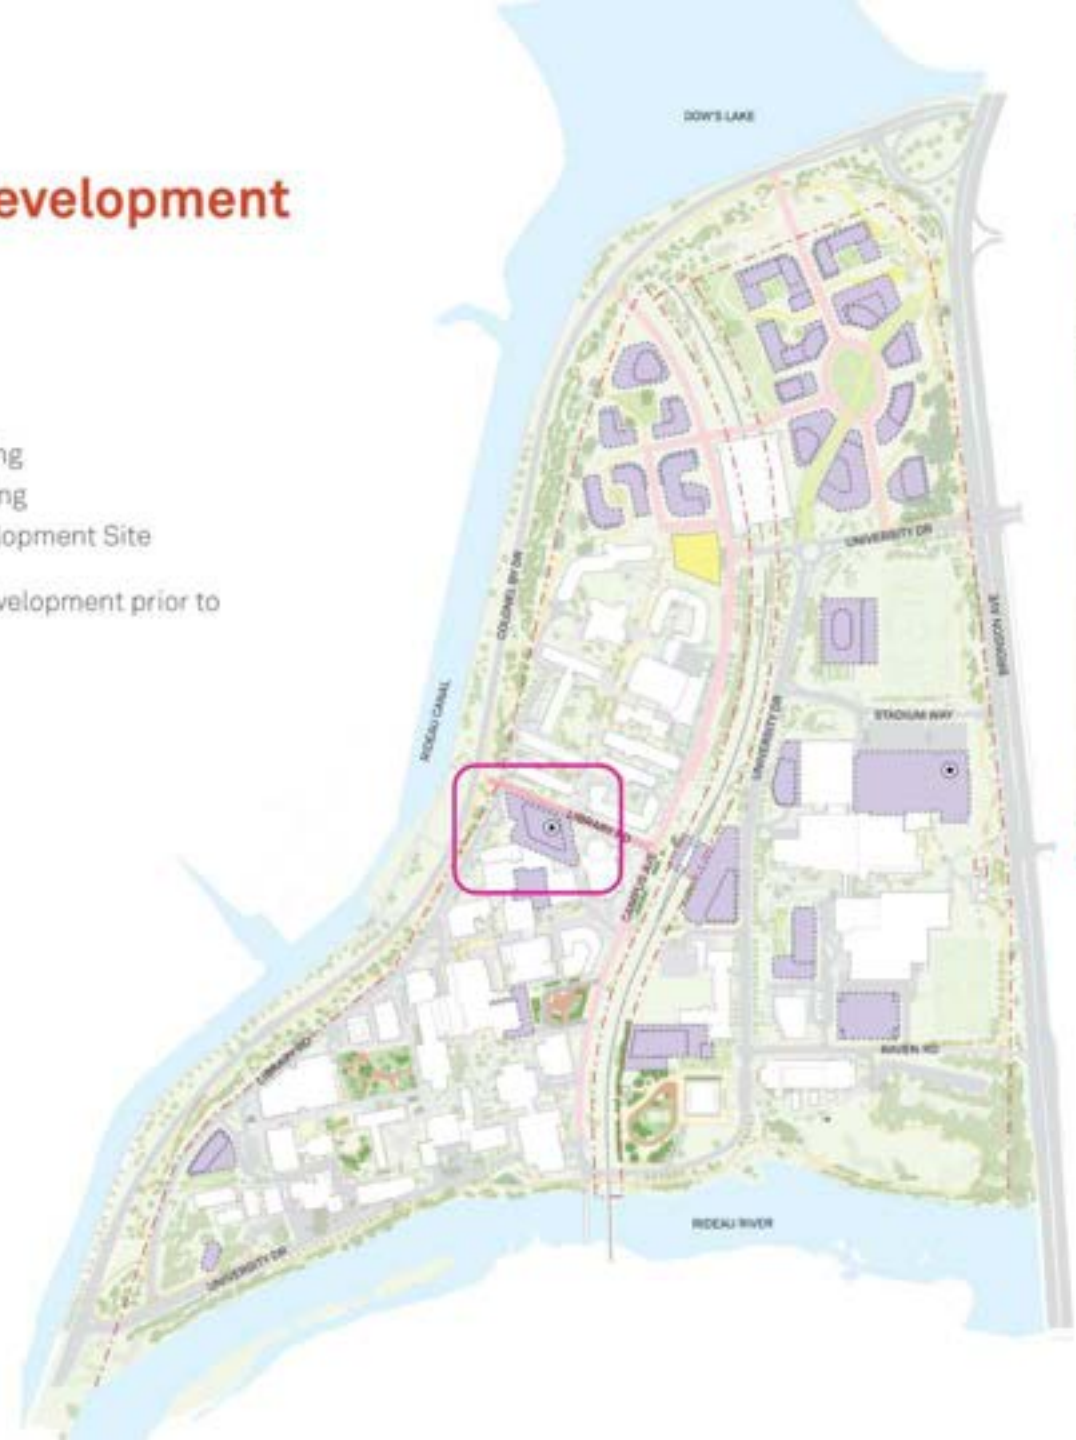 DOW'S LAKE
evelopment
ng
ng
lopment Site
velopment prior to
UNIVERSITY DR
COLONEL BY DR
BRONSON AVE
RIDEAU CANAL
STADIUM WAY
UNIVERSITY DR
LIBRARY RD
CAMPUS AVE
LIBRARY RD
RAVEN RD
RIDEAU RIVER
UNIVERSITY DR